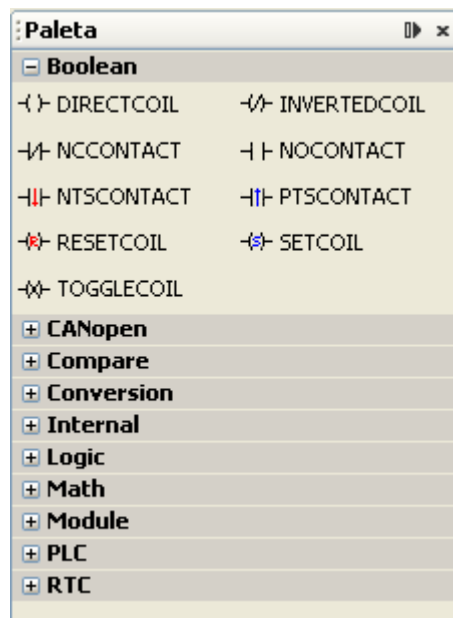 Paleta
Boolean
DIRECTCOIL INVERTEDCOIL
NCCONTACT NOCONTACT
NTSCONTACT PTSCONTACT
RESETCOIL SETCOIL
TOGGLECOIL
CANopen
Compare
Conversion
Internal
Logic
Math
Module
PLC
RTC